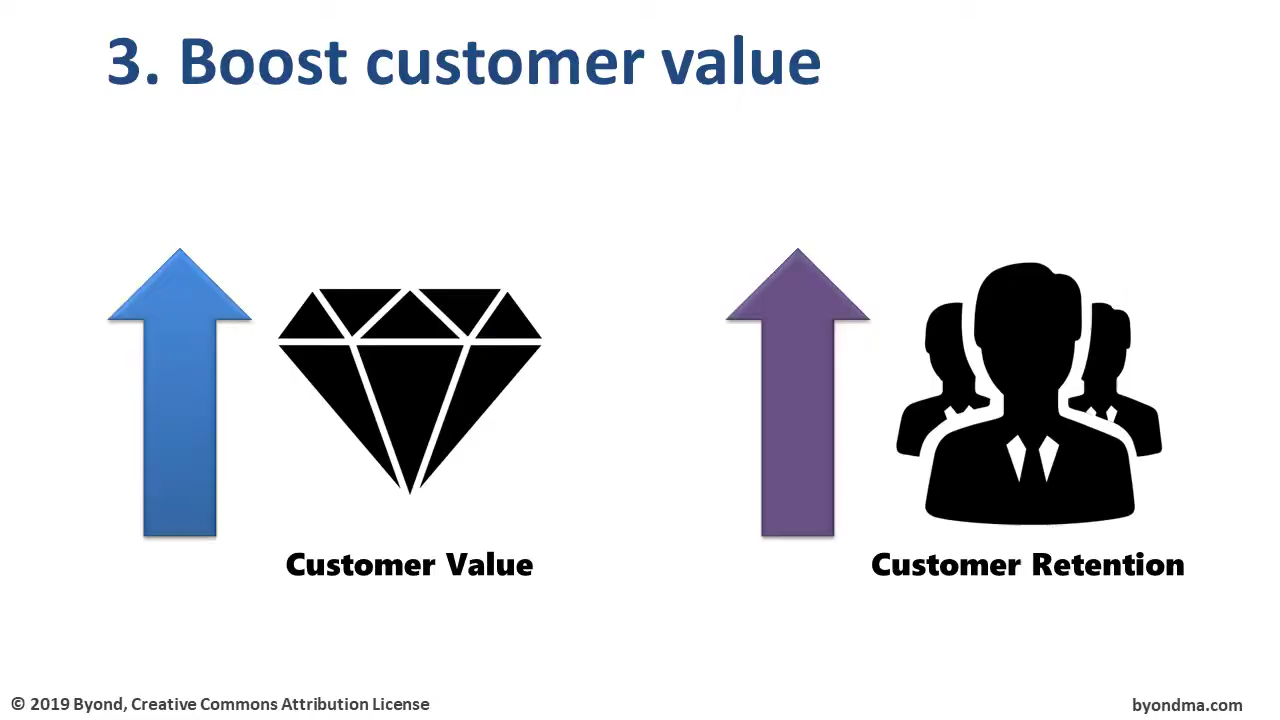 3. Boost customer value
Customer Value
Customer Retention
© 2019 Byond, Creative Commons Attribution License
byondma.com